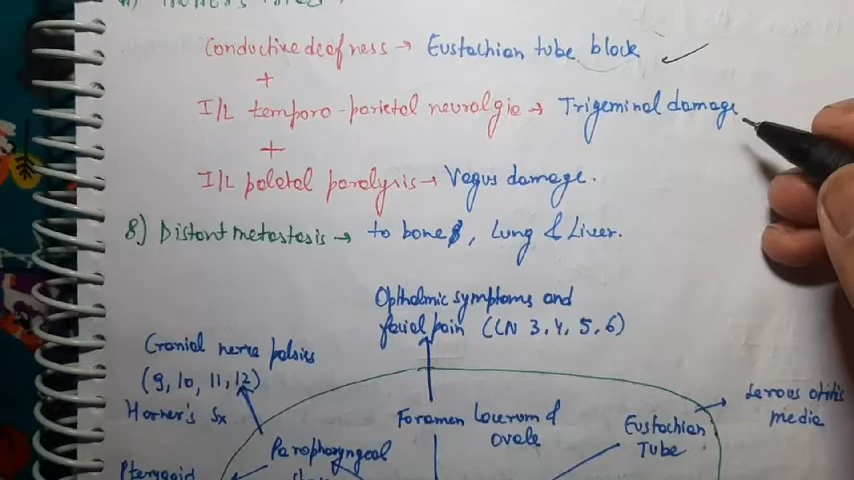 Conductive deafness → Eustachian tube block ✓
+
I/L temporo-parietal neuralgia → Trigeminal damage
+
I/L palatal paralysis → Vagus damage.
8) Distant metastasis → to bone, Lung & Liver.
Opthalmic symptoms and
facial pain (CN 3, 4, 5, 6)
Cranial nerve palsies
(9, 10, 11, 12)
Horner's Sx
Foramen Lacerum &
ovale
Eustachian
Tube
Serous otitis
media
Parapharyngeal
Pterygoid